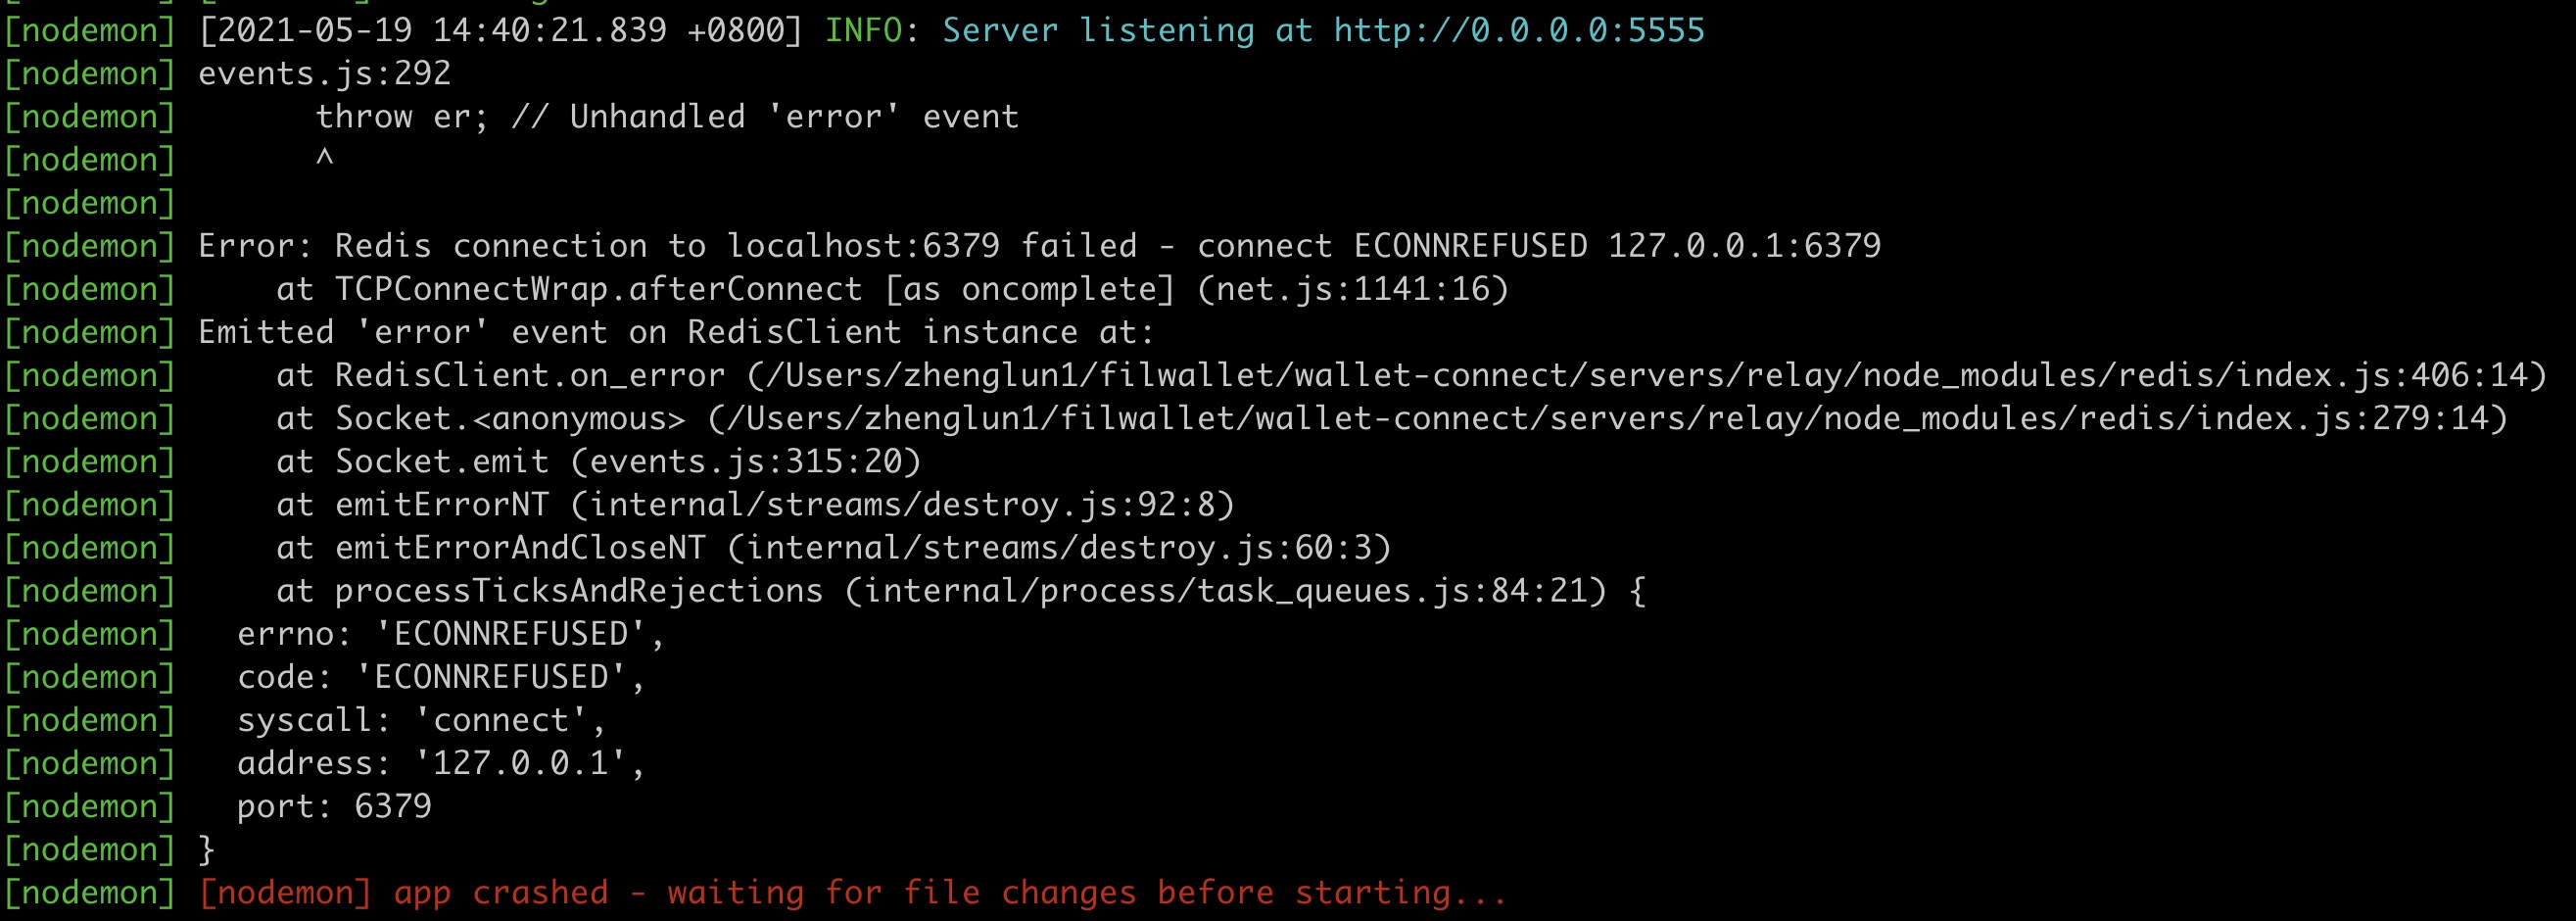 [nodemon] [2021-05-19 14:40:21.839 +0800] INFO: Server listening at http://0.0.0.0:5555
[nodemon] events.js:292
[nodemon]       throw er; // Unhandled 'error' event
[nodemon]       ^
[nodemon]
[nodemon] Error: Redis connection to localhost:6379 failed - connect ECONNREFUSED 127.0.0.1:6379
[nodemon]     at TCPConnectWrap.afterConnect [as oncomplete] (net.js:1141:16)
[nodemon] Emitted 'error' event on RedisClient instance at:
[nodemon]     at RedisClient.on_error (/Users/zhenglun1/filwallet/wallet-connect/servers/relay/node_modules/redis/index.js:406:14)
[nodemon]     at Socket.<anonymous> (/Users/zhenglun1/filwallet/wallet-connect/servers/relay/node_modules/redis/index.js:279:14)
[nodemon]     at Socket.emit (events.js:315:20)
[nodemon]     at emitErrorNT (internal/streams/destroy.js:92:8)
[nodemon]     at emitErrorAndCloseNT (internal/streams/destroy.js:60:3)
[nodemon]     at processTicksAndRejections (internal/process/task_queues.js:84:21) {
[nodemon]   errno: 'ECONNREFUSED',
[nodemon]   code: 'ECONNREFUSED',
[nodemon]   syscall: 'connect',
[nodemon]   address: '127.0.0.1',
[nodemon]   port: 6379
[nodemon] }
[nodemon] [nodemon] app crashed - waiting for file changes before starting...